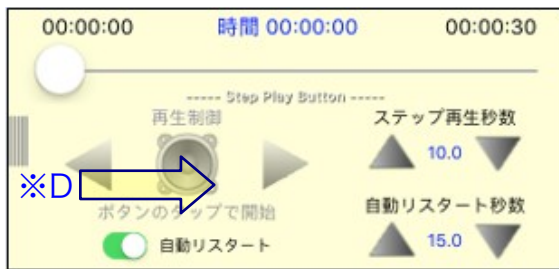 00:00:00 時間 00:00:00 00:00:30
----- Step Play Button -----
再生制御 ステップ再生秒数
10.0
※D
ボタンのタップで開始 自動リスタート秒数
自動リスタート 15.0